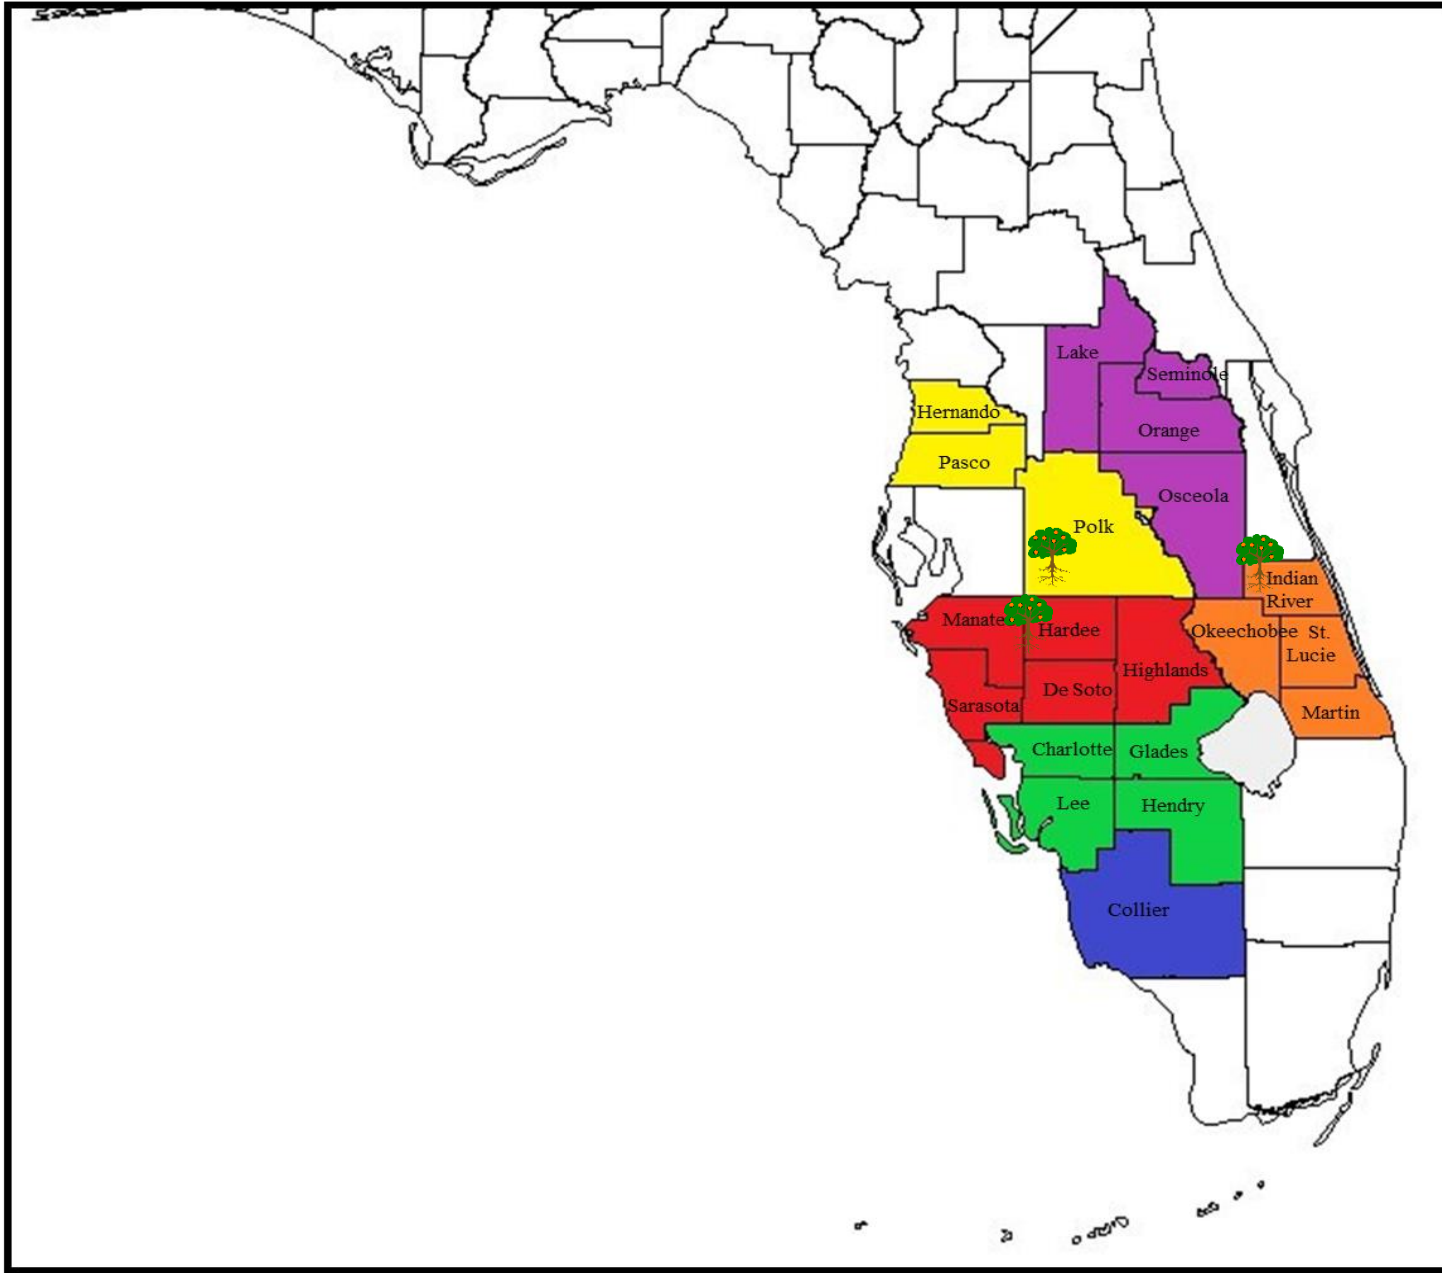 Lake
Seminole
Hernando
Orange
Pasco
Osceola
Polk
Indian
River
Manate
Hardee
Okeechobee
St.
Lucie
Highlands
De Soto
Sarasota
Martin
Charlotte
Glades
Lee
Hendry
Collier